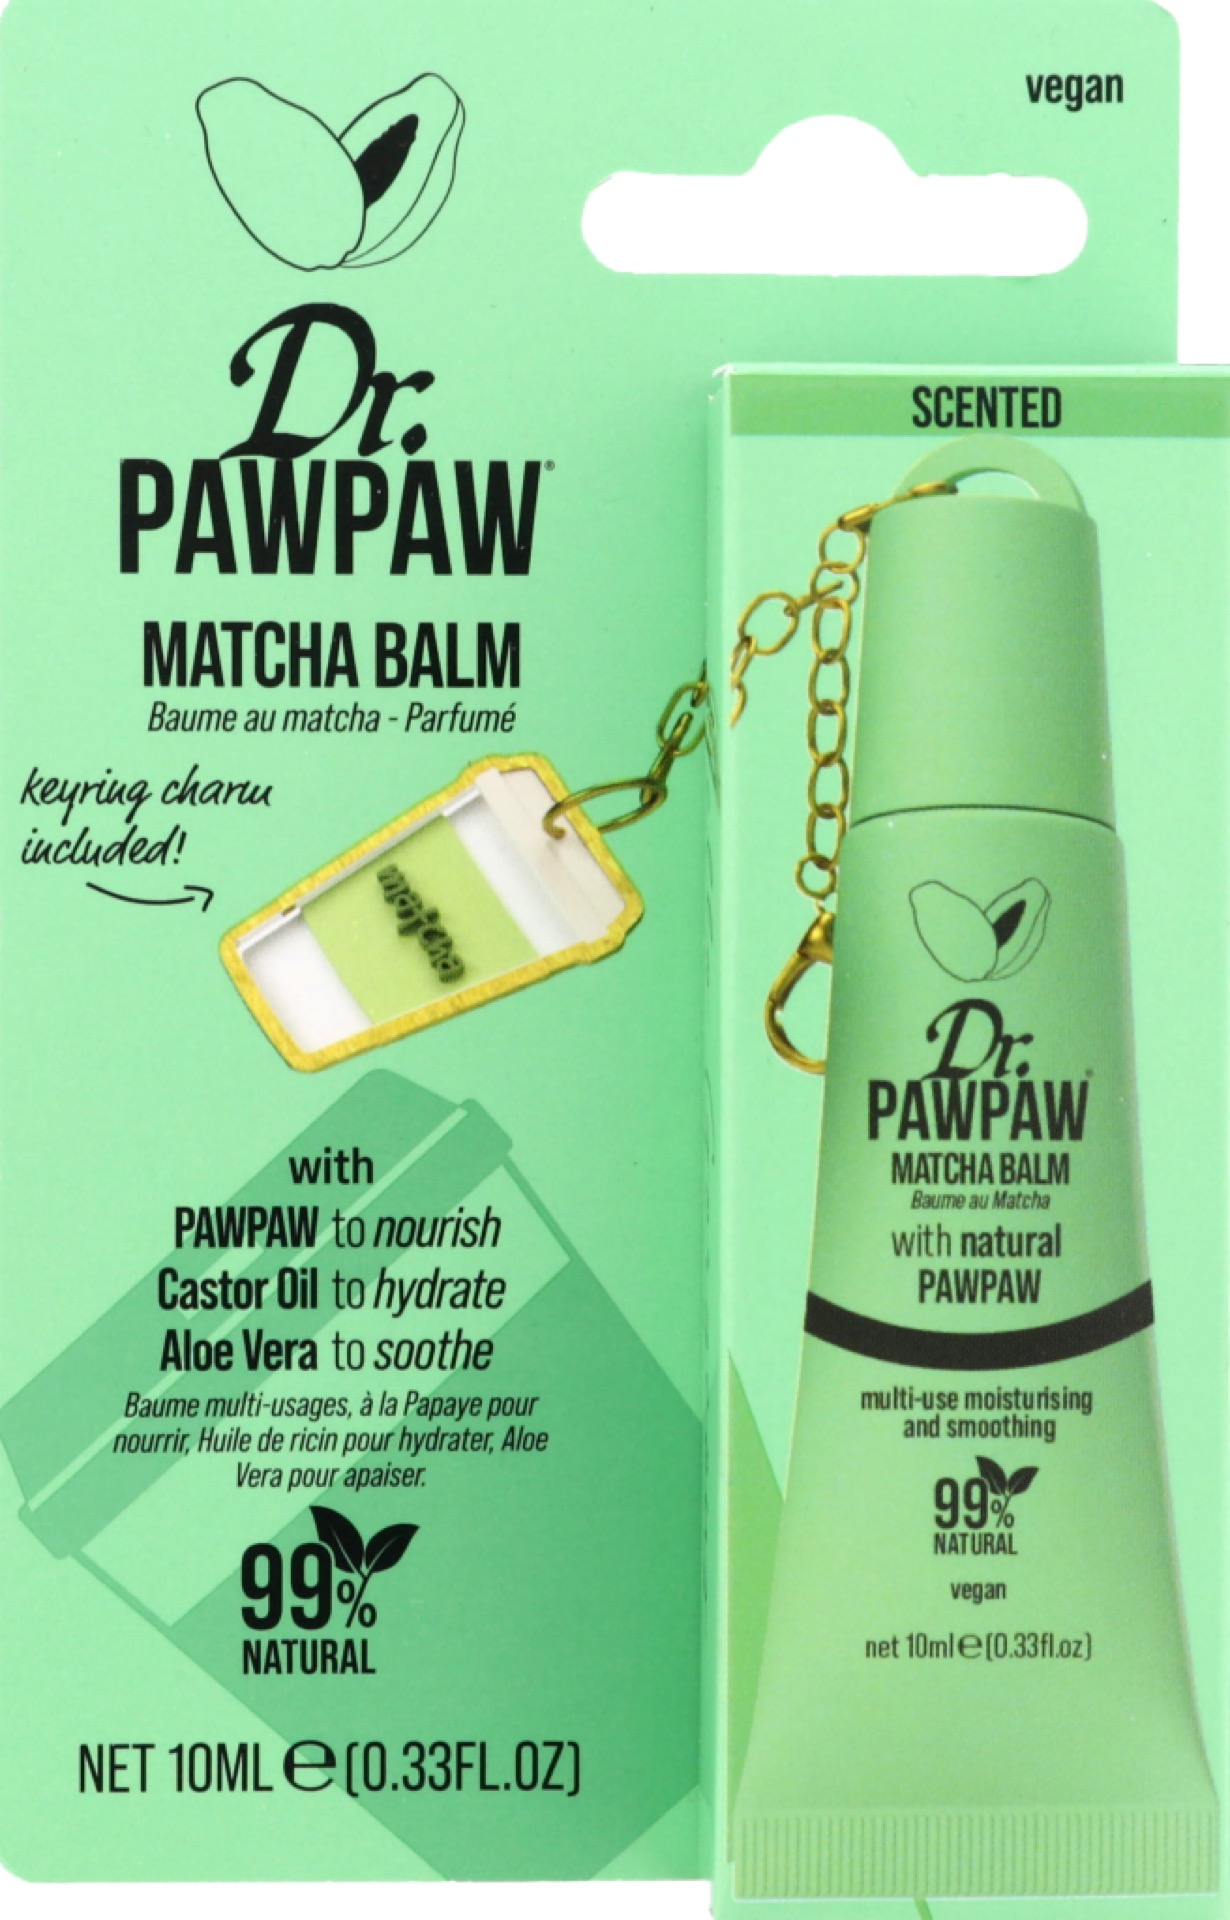 vegan
Dr.
PAWPAW®
MATCHA BALM
Baume au matcha - Parfumé
keyring charm
included!
matcha
with
PAWPAW to nourish
Castor Oil to hydrate
Aloe Vera to soothe
Baume multi-usages, à la Papaye pour
nourrir, Huile de ricin pour hydrater, Aloe
Vera pour apaiser.
99%
NATURAL
NET 10ML ℮ (0.33FL.OZ)
SCENTED
Dr.
PAWPAW®
MATCHA BALM
Baume au Matcha
with natural
PAWPAW
multi-use moisturising
and smoothing
99%
NATURAL
vegan
net 10ml ℮ (0.33fl.oz)